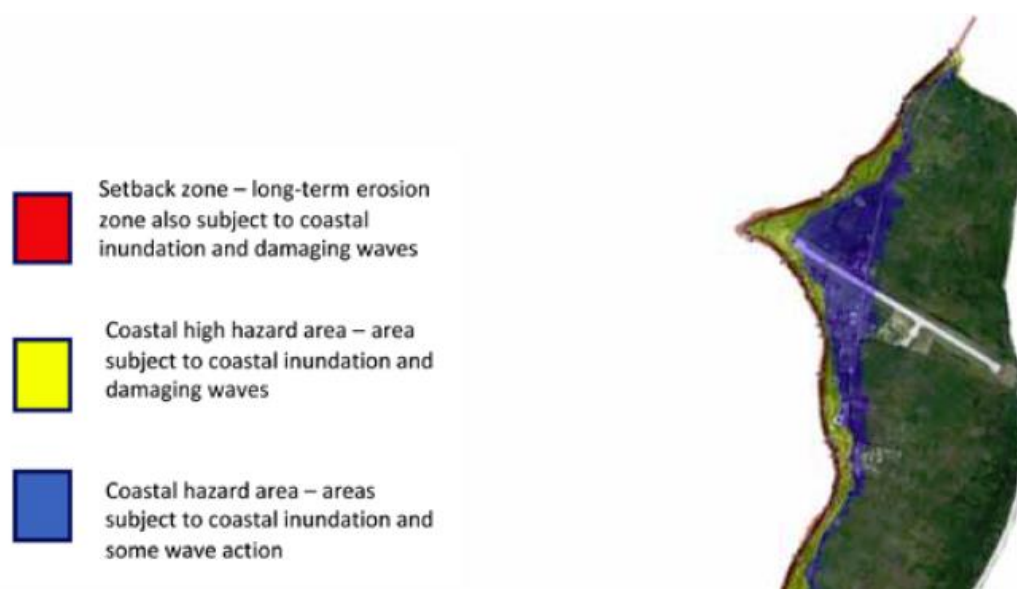 Setback zone – long-term erosion
zone also subject to coastal
inundation and damaging waves
Coastal high hazard area – area
subject to coastal inundation and
damaging waves
Coastal hazard area – areas
subject to coastal inundation and
some wave action